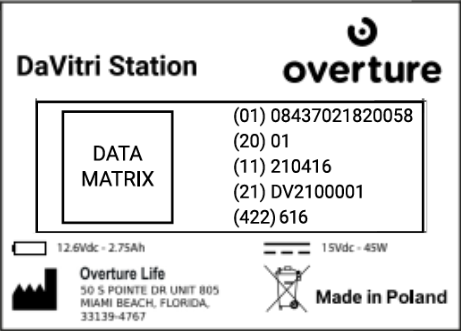 DaVitri Station
overture
DATA
MATRIX
(01) 08437021820058
(20) 01
(11) 210416
(21) DV2100001
(422) 616
12.6Vdc - 2.75Ah
15Vdc - 45W
Overture Life
50 S POINTE DR UNIT 805
MIAMI BEACH, FLORIDA,
33139-4767
Made in Poland